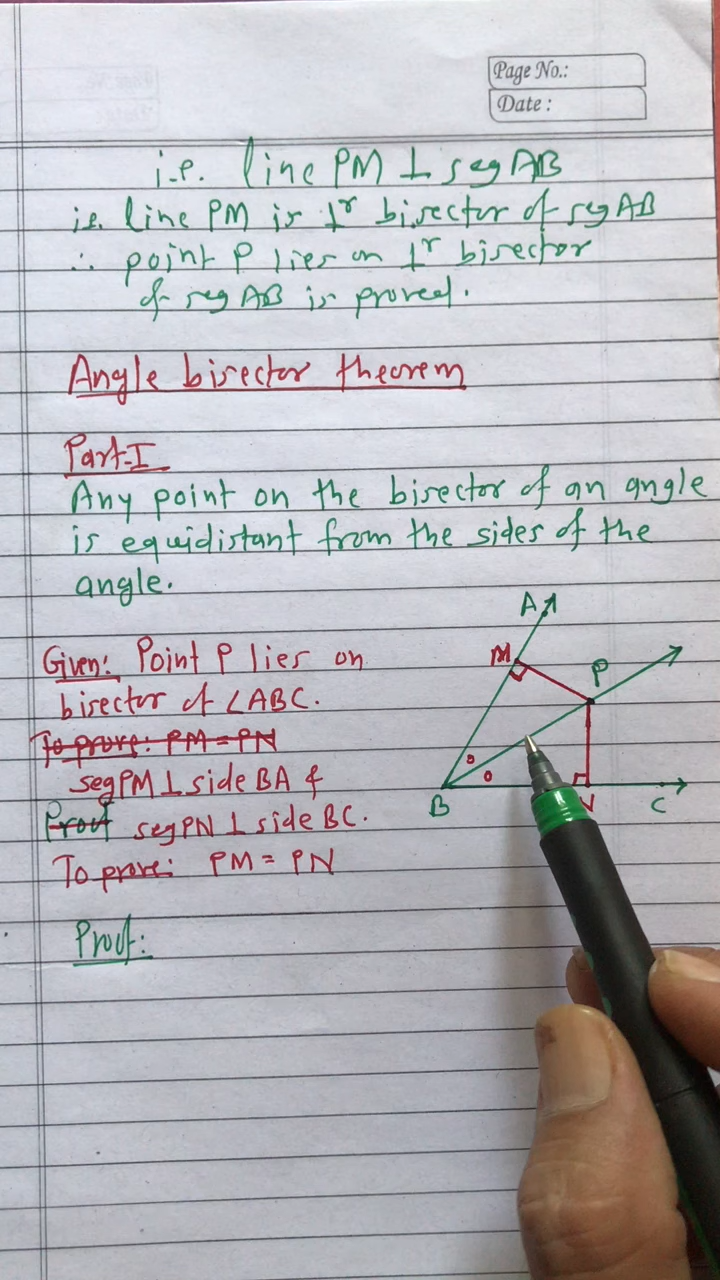 Page No.:
Date :
i.e. line PM ⊥ seg AB
i.e. line PM is ⊥r bisector of seg AB
∴ point P lies on ⊥r bisector
of seg AB is proved.
Angle bisector theorem
Part-I
Any point on the bisector of an angle
is equidistant from the sides of the
angle.
Given: Point P lies on
bisector of ∠ABC.
To prove: PM = PN
seg PM ⊥ side BA &
Proof seg PN ⊥ side BC.
To prove: PM = PN
Proof:
A
M
P
B
N
C